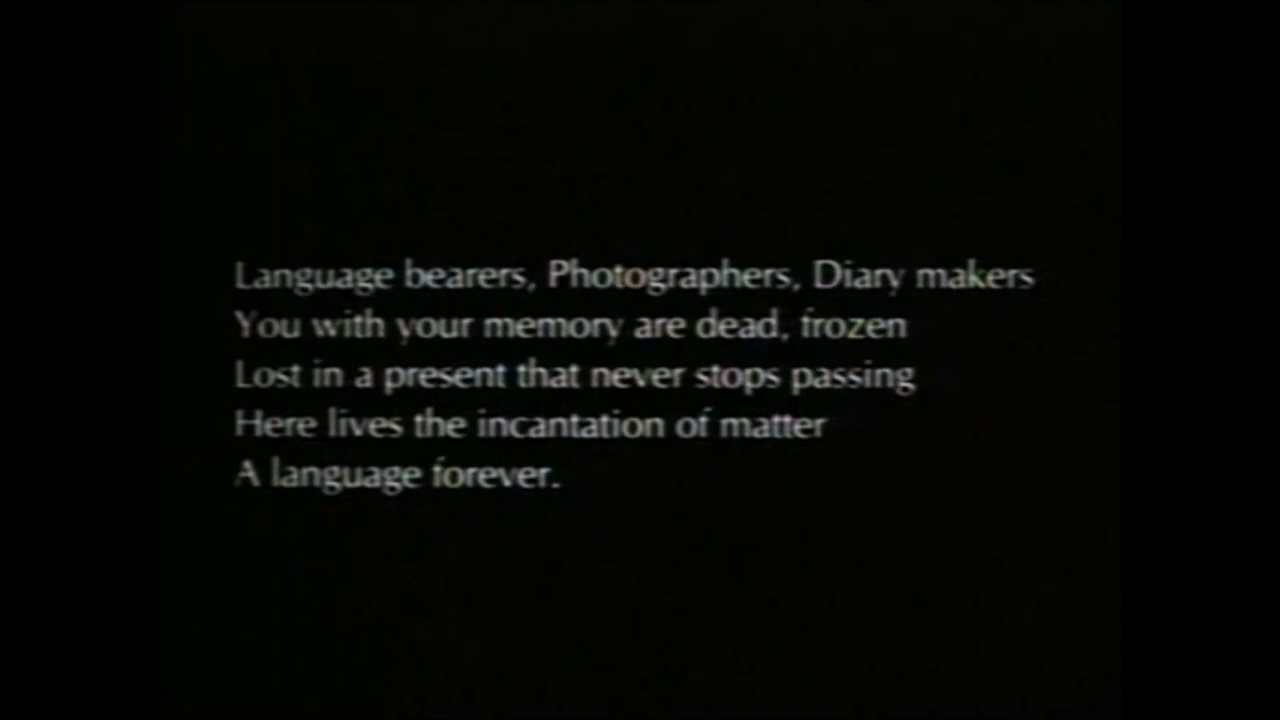 Language bearers, Photographers, Diary makers
You with your memory are dead, frozen
Lost in a present that never stops passing
Here lives the incantation of matter
A language forever.